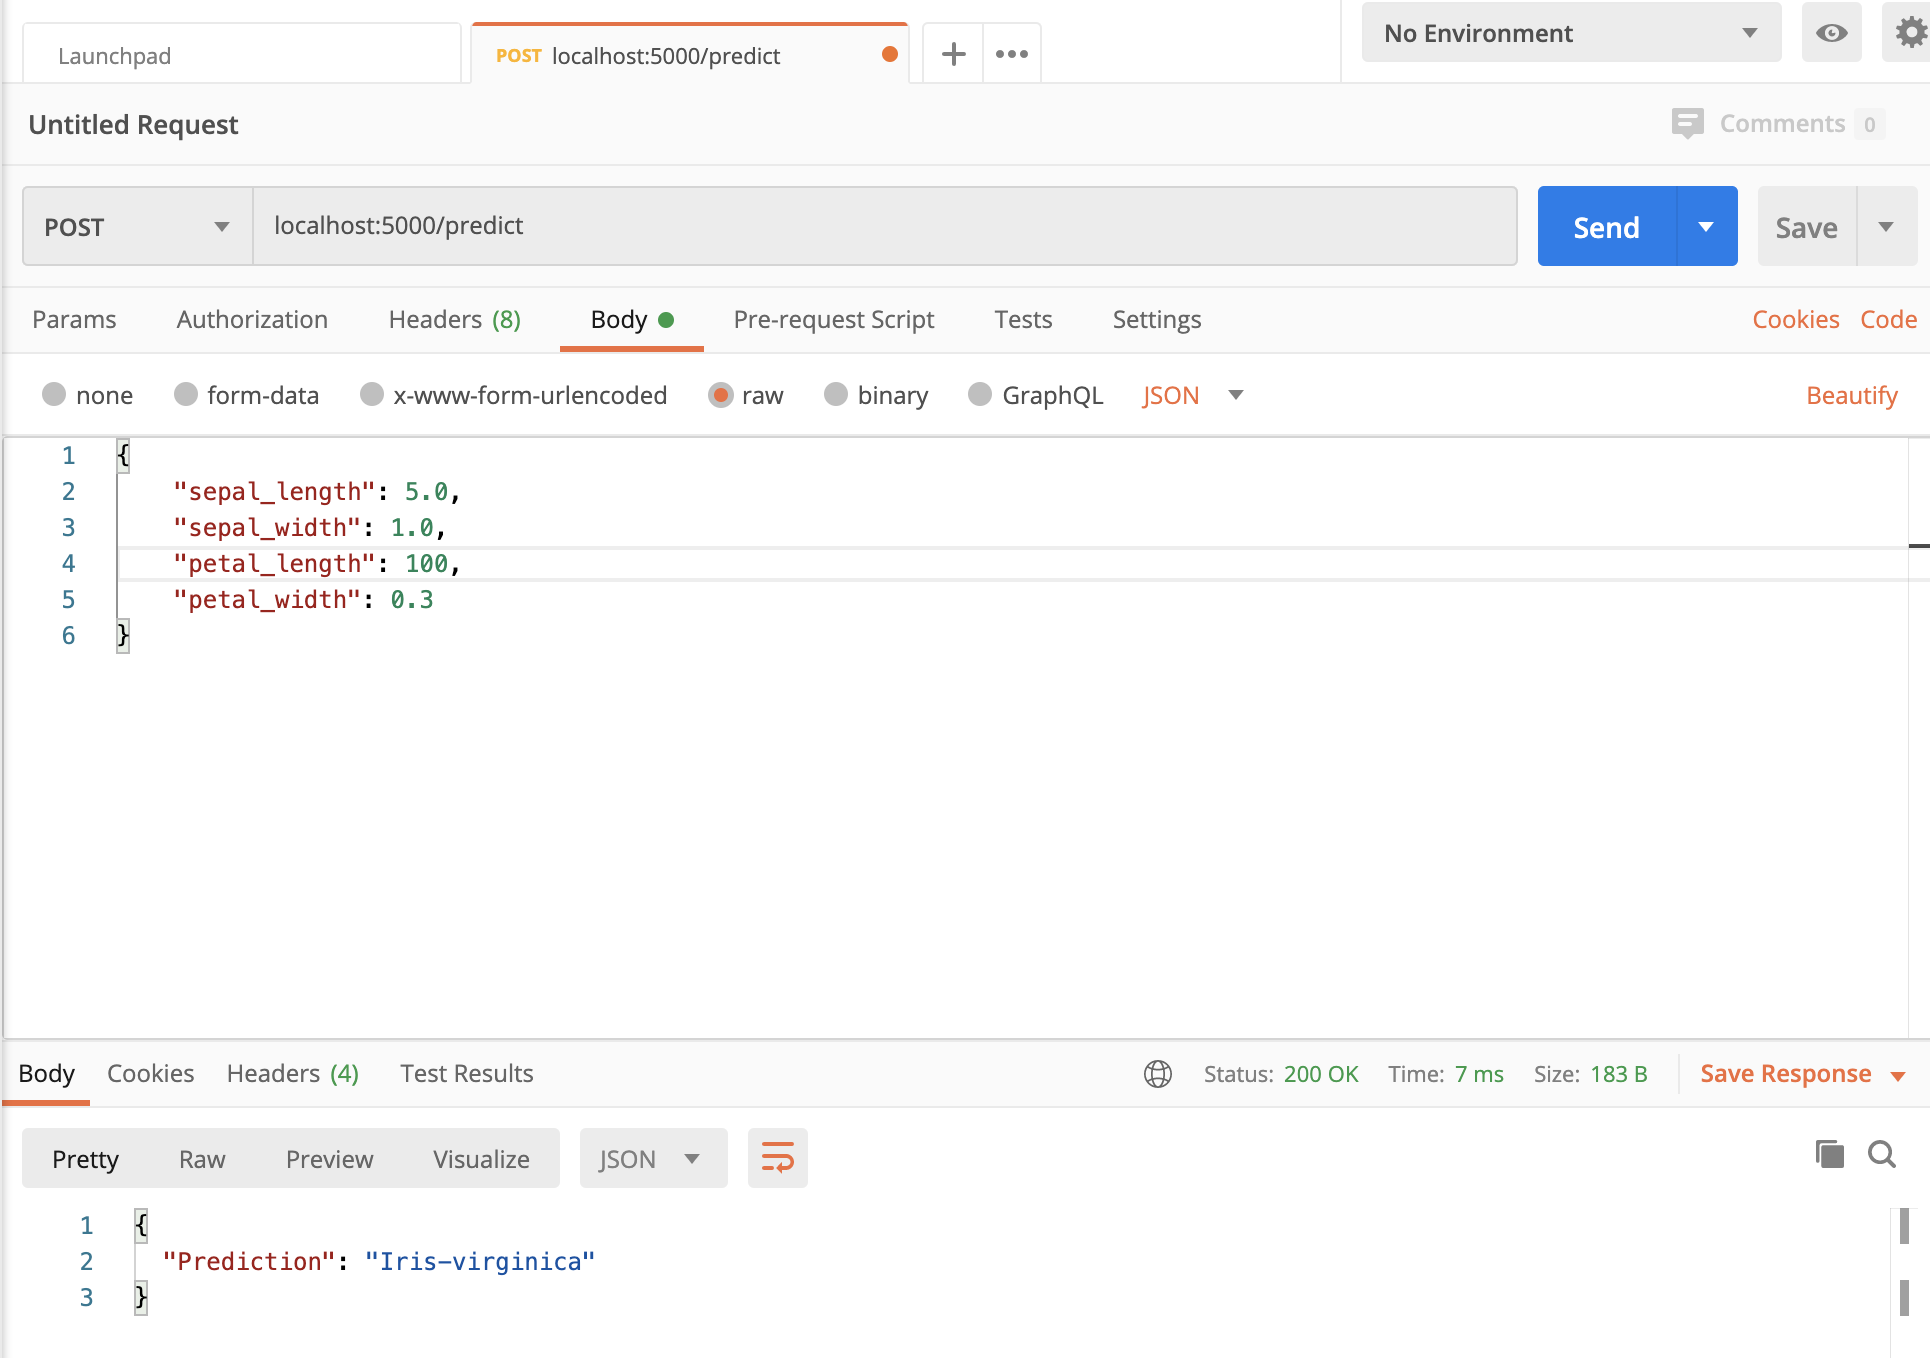 Launchpad
POST localhost:5000/predict
No Environment
Untitled Request
Comments 0
POST localhost:5000/predict
Send
Save
Params Authorization Headers (8) Body Pre-request Script Tests Settings Cookies Code
none form-data x-www-form-urlencoded raw binary GraphQL JSON Beautify
1 {
2 "sepal_length": 5.0,
3 "sepal_width": 1.0,
4 "petal_length": 100,
5 "petal_width": 0.3
6 }
Body Cookies Headers (4) Test Results Status: 200 OK Time: 7 ms Size: 183 B Save Response
Pretty Raw Preview Visualize JSON
1 {
2 "Prediction": "Iris-virginica"
3 }